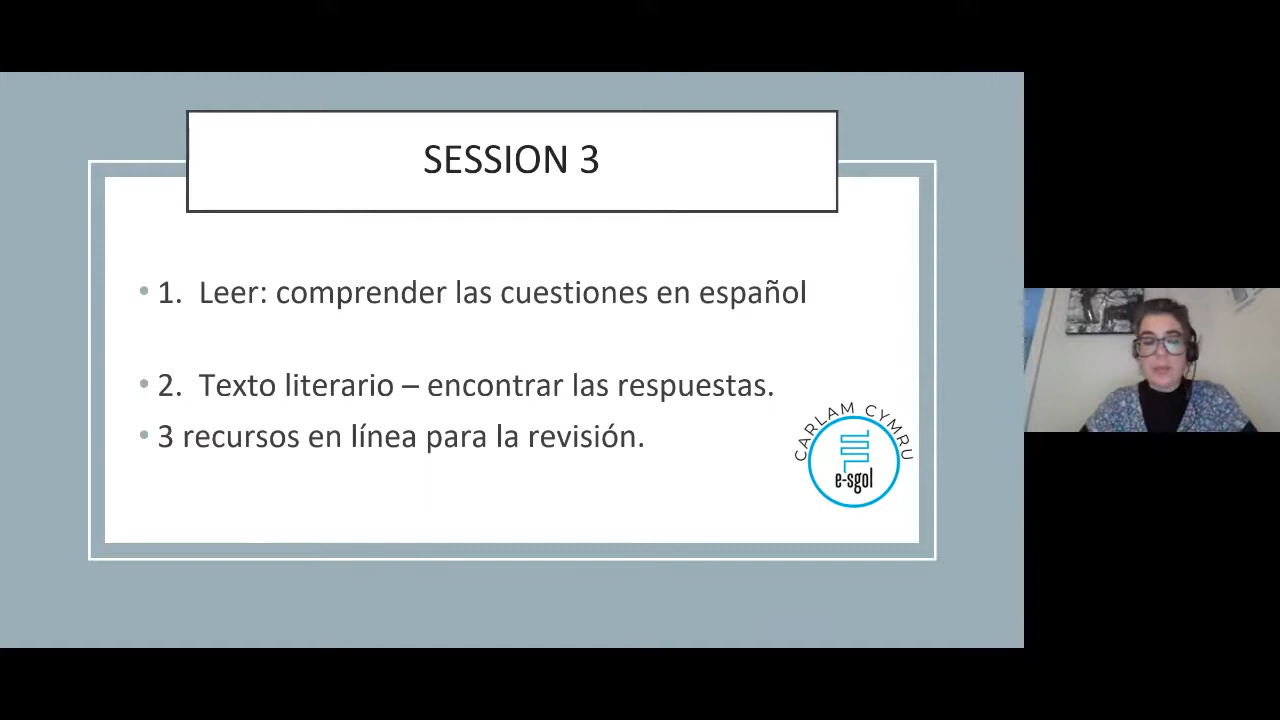 SESSION 3
• 1. Leer: comprender las cuestiones en español
• 2. Texto literario – encontrar las respuestas.
• 3 recursos en línea para la revisión.
CARLAM CYMRU
e-sgol